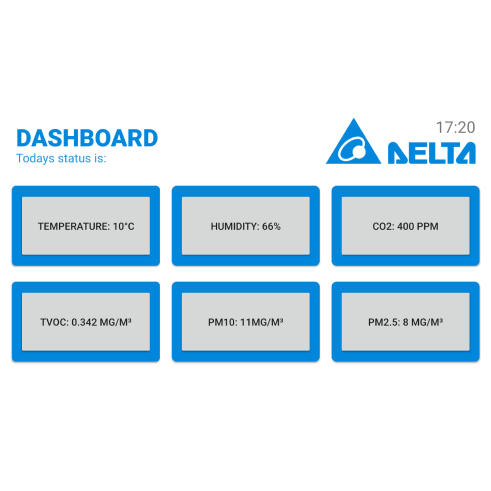 DASHBOARD
Todays status is:
17:20
DELTA
TEMPERATURE: 10°C
HUMIDITY: 66%
CO2: 400 PPM
TVOC: 0.342 MG/M³
PM10: 11MG/M³
PM2.5: 8 MG/M³